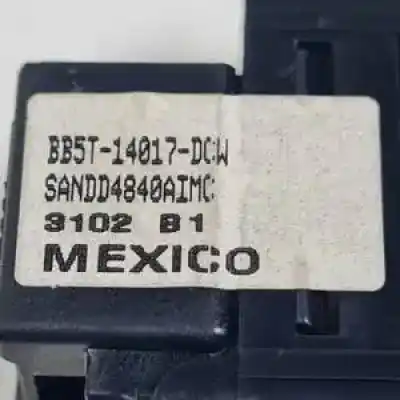 BB5T-14017-DCW
SANDD4840AIMC
3102 B1
MEXICO